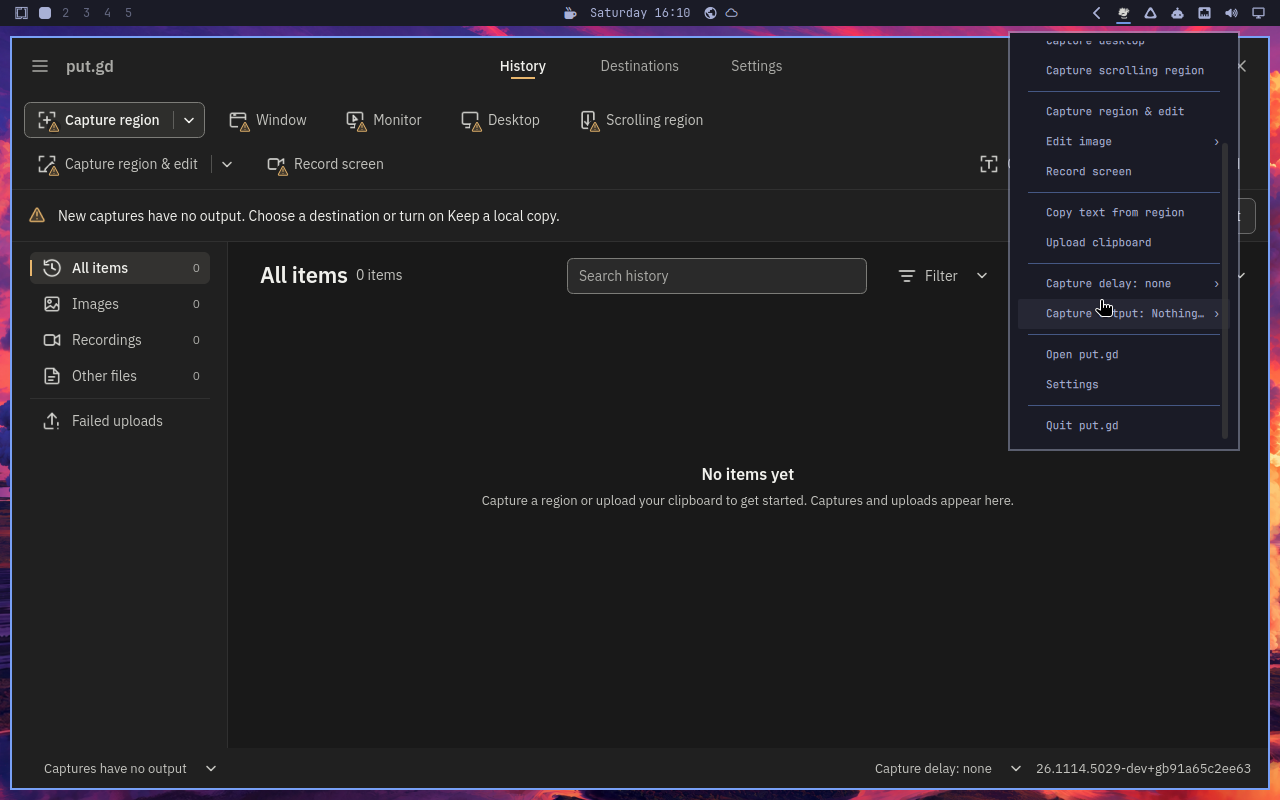 2 3 4 5
Saturday 16:10
put.gd
History
Destinations
Settings
Capture region
Window
Monitor
Desktop
Scrolling region
Capture region & edit
Record screen
New captures have no output. Choose a destination or turn on Keep a local copy.
All items 0
Images 0
Recordings 0
Other files 0
Failed uploads
All items 0 items
Search history
Filter
No items yet
Capture a region or upload your clipboard to get started. Captures and uploads appear here.
Capture desktop
Capture scrolling region
Capture region & edit
Edit image
Record screen
Copy text from region
Upload clipboard
Capture delay: none
Capture
Nothing…
Open put.gd
Settings
Quit put.gd
Captures have no output
Capture delay: none
26.1114.5029-dev+gb91a65c2ee63